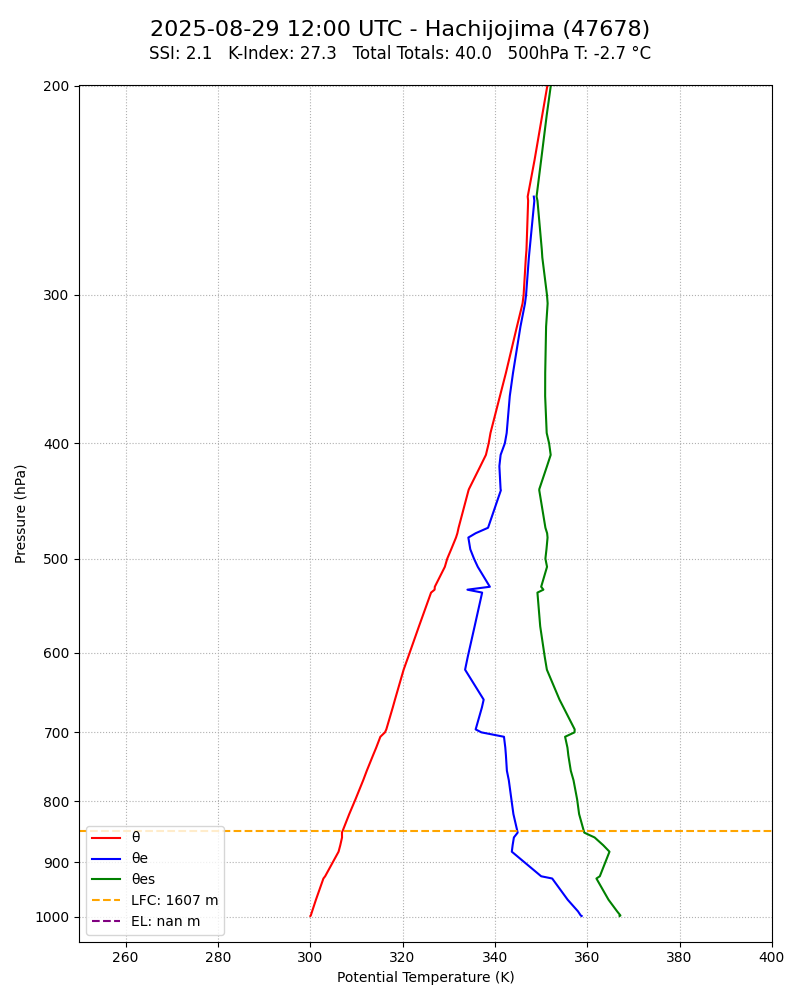 2025-08-29 12:00 UTC - Hachijojima (47678)
SSI: 2.1 K-Index: 27.3 Total Totals: 40.0 500hPa T: -2.7 °C
200
300
400
500
600
700
800
900
1000
Pressure (hPa)
θ
θe
θes
LFC: 1607 m
EL: nan m
260 280 300 320 340 360 380 400
Potential Temperature (K)